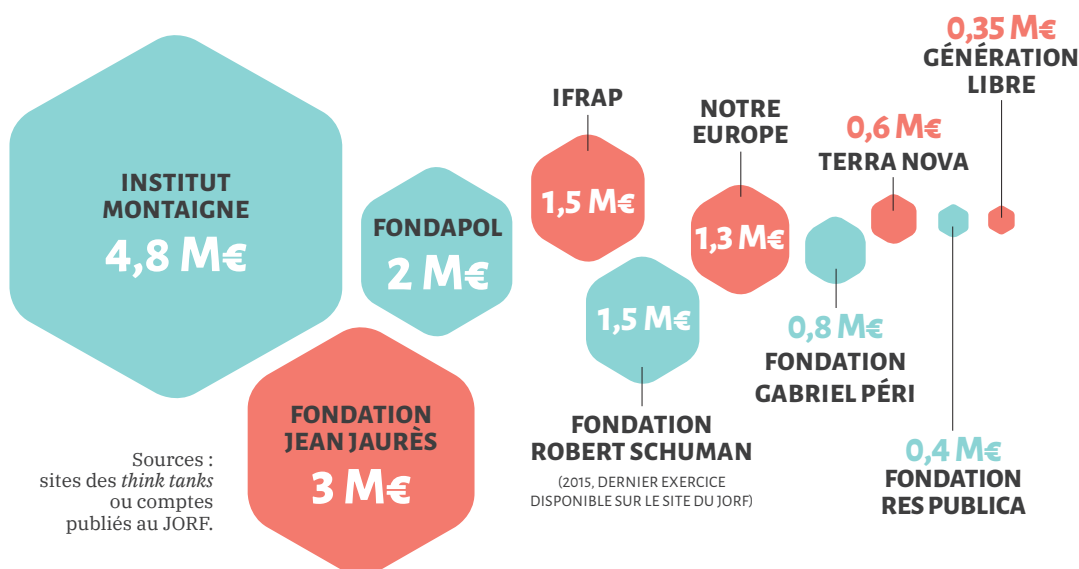 INSTITUT
MONTAIGNE
4,8 M€
FONDAPOL
2 M€
FONDATION
JEAN JAURÈS
3 M€
IFRAP
1,5 M€
1,5 M€
FONDATION
ROBERT SCHUMAN
(2015, DERNIER EXERCICE
DISPONIBLE SUR LE SITE DU JORF)
NOTRE
EUROPE
1,3 M€
0,8 M€
FONDATION
GABRIEL PÉRI
0,6 M€
TERRA NOVA
0,4 M€
FONDATION
RES PUBLICA
0,35 M€
GÉNÉRATION
LIBRE
Sources :
sites des think tanks
ou comptes
publiés au JORF.